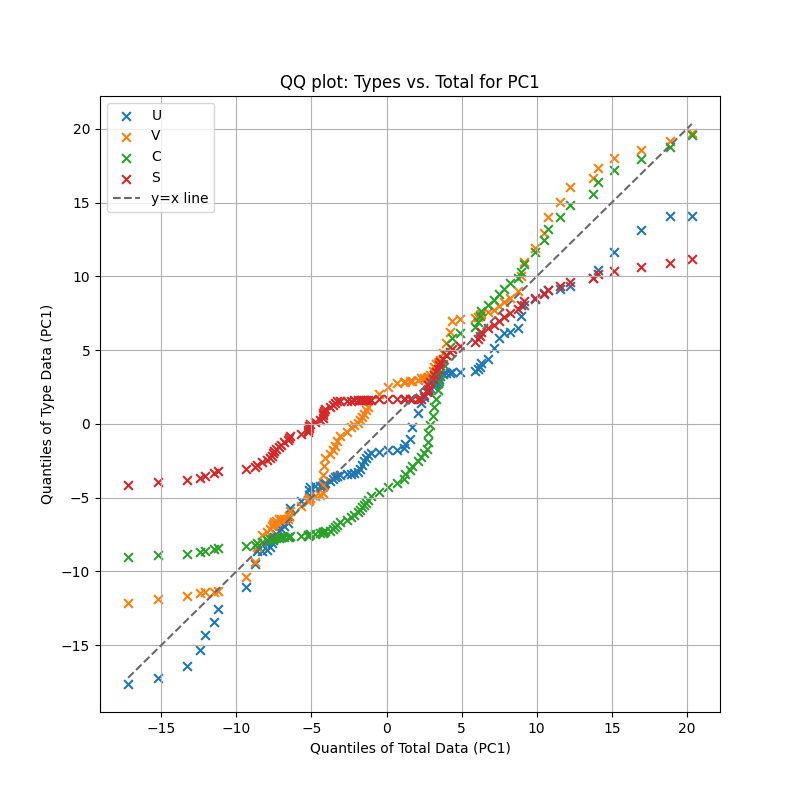 QQ plot: Types vs. Total for PC1
U
V
C
S
y=x line
20
15
10
5
0
−5
−10
−15
Quantiles of Type Data (PC1)
−15 −10 −5 0 5 10 15 20
Quantiles of Total Data (PC1)